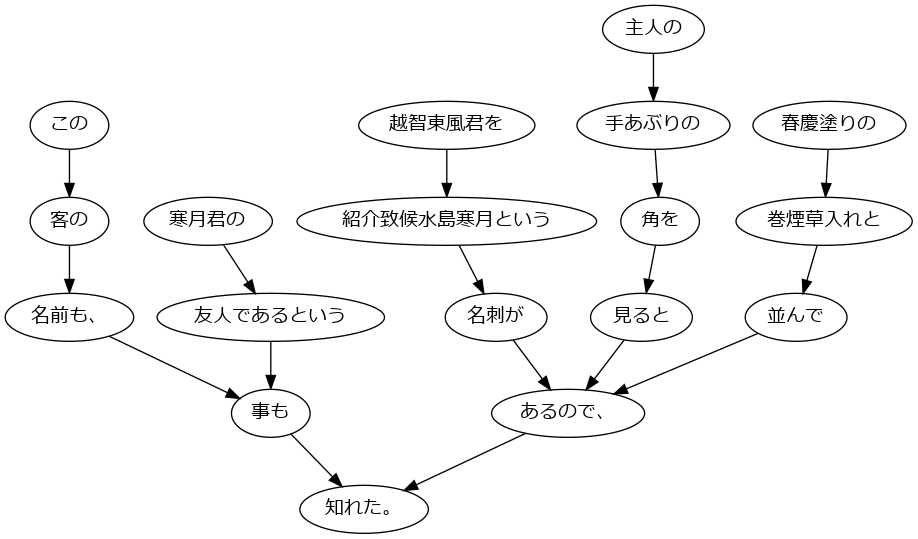 主人の
この
越智東風君を
手あぶりの
春慶塗りの
客の
寒月君の
紹介致候水島寒月という
角を
巻煙草入れと
名前も、
友人であるという
名刺が
見ると
並んで
事も
あるので、
知れた。